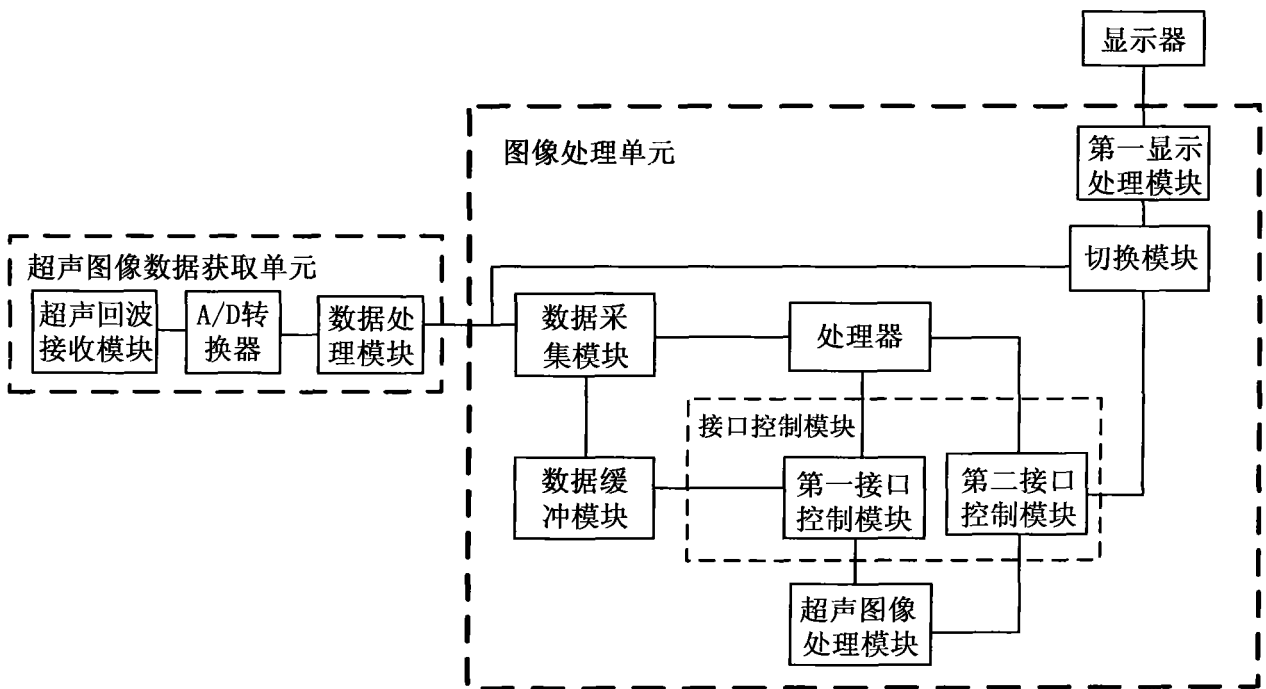 显示器
图像处理单元
第一显示
处理模块
超声图像数据获取单元
切换模块
超声回波
接收模块
A/D转
换器
数据处
理模块
数据采
集模块
处理器
接口控制模块
数据缓
冲模块
第一接口
控制模块
第二接口
控制模块
超声图像
处理模块